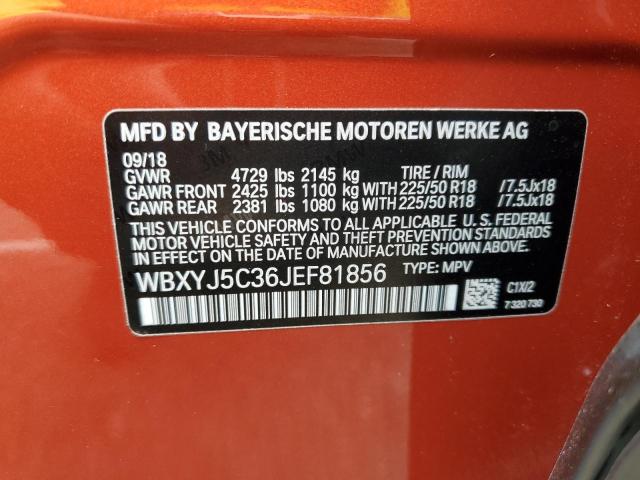 MFD BY BAYERISCHE MOTOREN WERKE AG
09/18
GVWR 4729 lbs 2145 kg TIRE / RIM
GAWR FRONT 2425 lbs 1100 kg WITH 225/50 R18 /7.5Jx18
GAWR REAR 2381 lbs 1080 kg WITH 225/50 R18 /7.5Jx18
THIS VEHICLE CONFORMS TO ALL APPLICABLE U. S. FEDERAL
MOTOR VEHICLE SAFETY AND THEFT PREVENTION STANDARDS
IN EFFECT ON THE DATE OF MANUFACTURE SHOWN ABOVE.
WBXYJ5C36JEF81856 TYPE: MPV
C1X/2
7 320 730